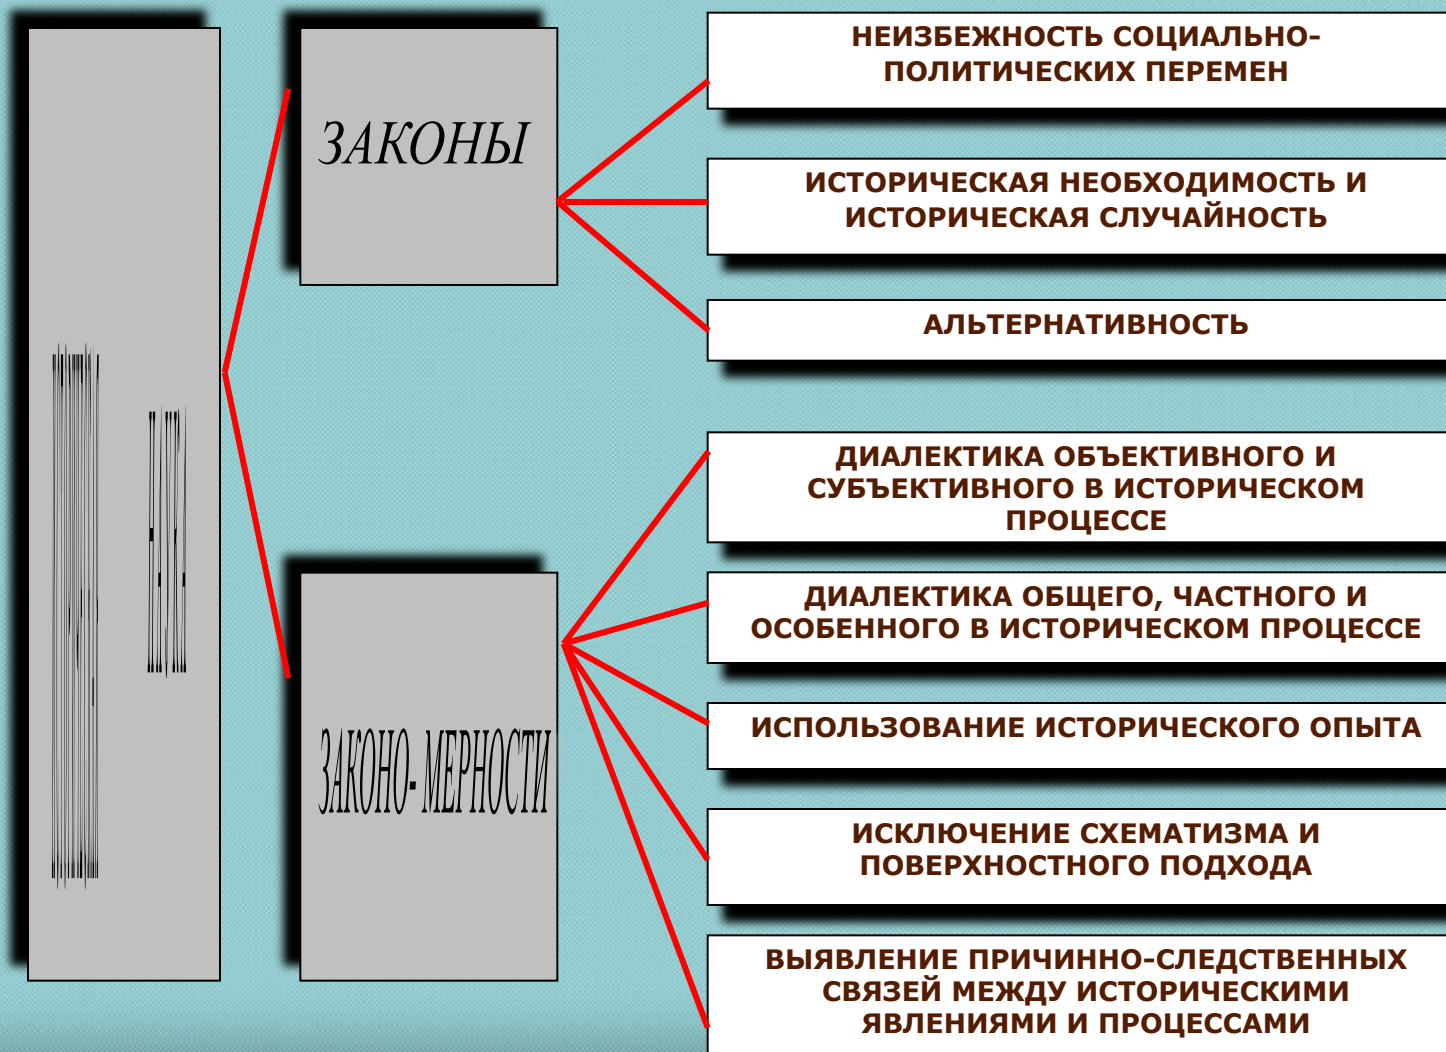 НАУКА
ЗАКОНЫ
НЕИЗБЕЖНОСТЬ СОЦИАЛЬНО-
ПОЛИТИЧЕСКИХ ПЕРЕМЕН
ИСТОРИЧЕСКАЯ НЕОБХОДИМОСТЬ И
ИСТОРИЧЕСКАЯ СЛУЧАЙНОСТЬ
АЛЬТЕРНАТИВНОСТЬ
ЗАКОНО- МЕРНОСТИ
ДИАЛЕКТИКА ОБЪЕКТИВНОГО И
СУБЪЕКТИВНОГО В ИСТОРИЧЕСКОМ
ПРОЦЕССЕ
ДИАЛЕКТИКА ОБЩЕГО, ЧАСТНОГО И
ОСОБЕННОГО В ИСТОРИЧЕСКОМ ПРОЦЕССЕ
ИСПОЛЬЗОВАНИЕ ИСТОРИЧЕСКОГО ОПЫТА
ИСКЛЮЧЕНИЕ СХЕМАТИЗМА И
ПОВЕРХНОСТНОГО ПОДХОДА
ВЫЯВЛЕНИЕ ПРИЧИННО-СЛЕДСТВЕННЫХ
СВЯЗЕЙ МЕЖДУ ИСТОРИЧЕСКИМИ
ЯВЛЕНИЯМИ И ПРОЦЕССАМИ